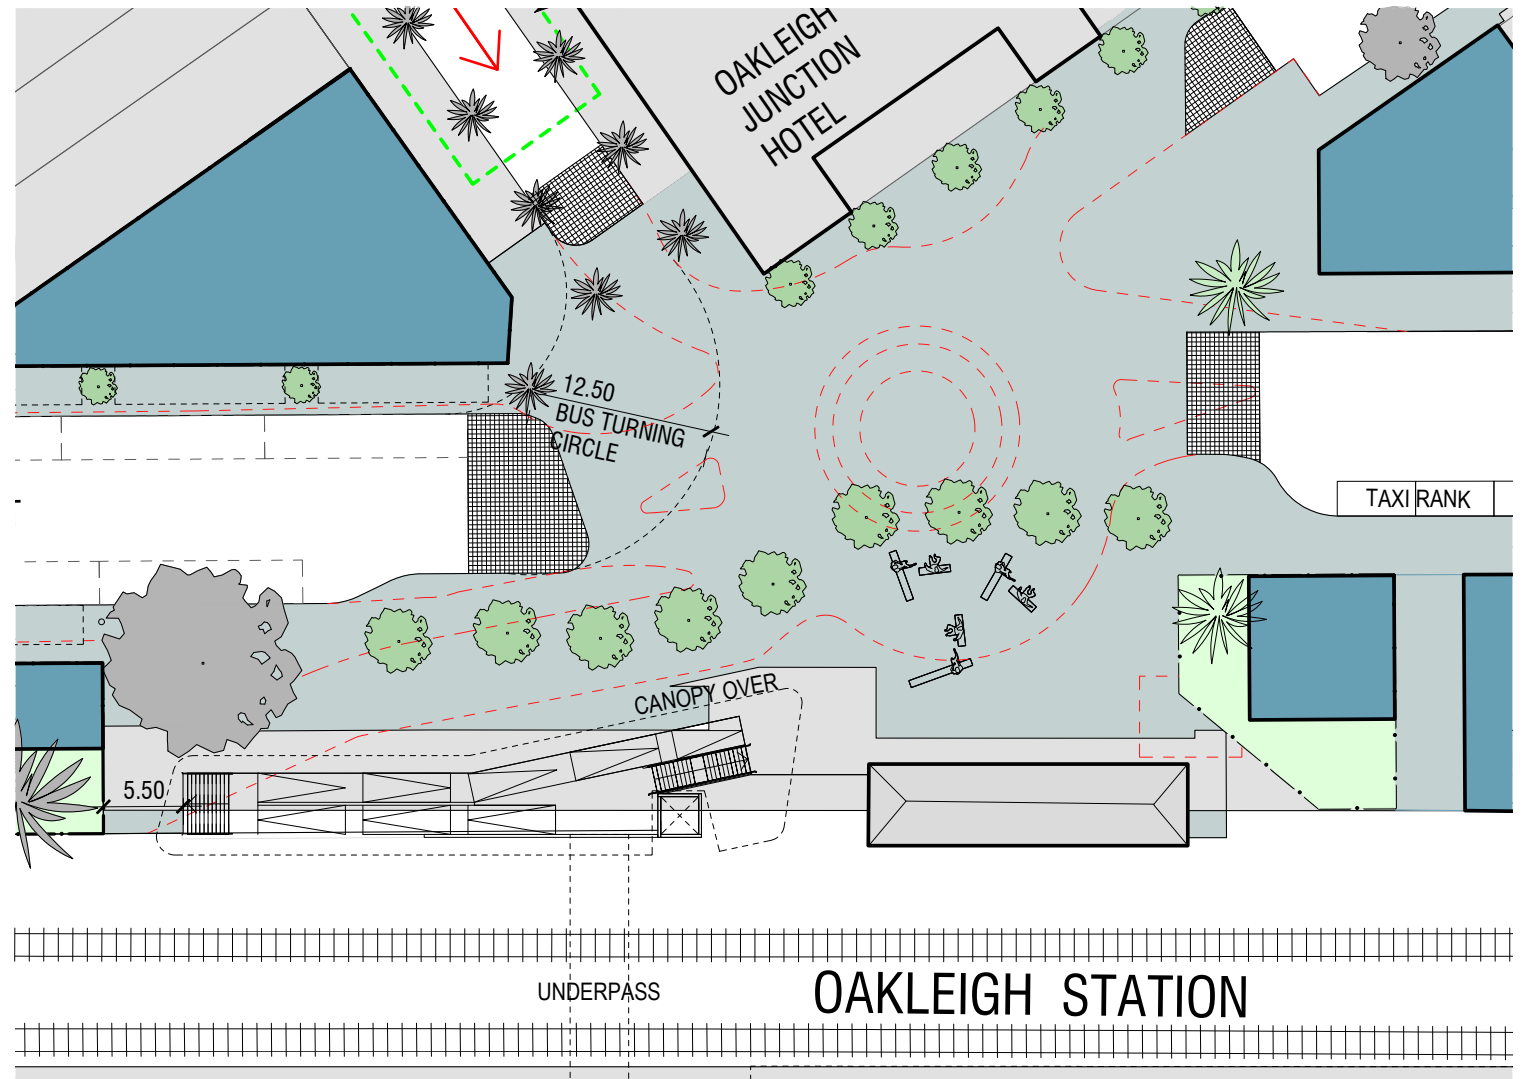 OAKLEIGH
JUNCTION
HOTEL
12.50
BUS TURNING
CIRCLE
TAXI RANK
CANOPY OVER
5.50
UNDERPASS
OAKLEIGH STATION